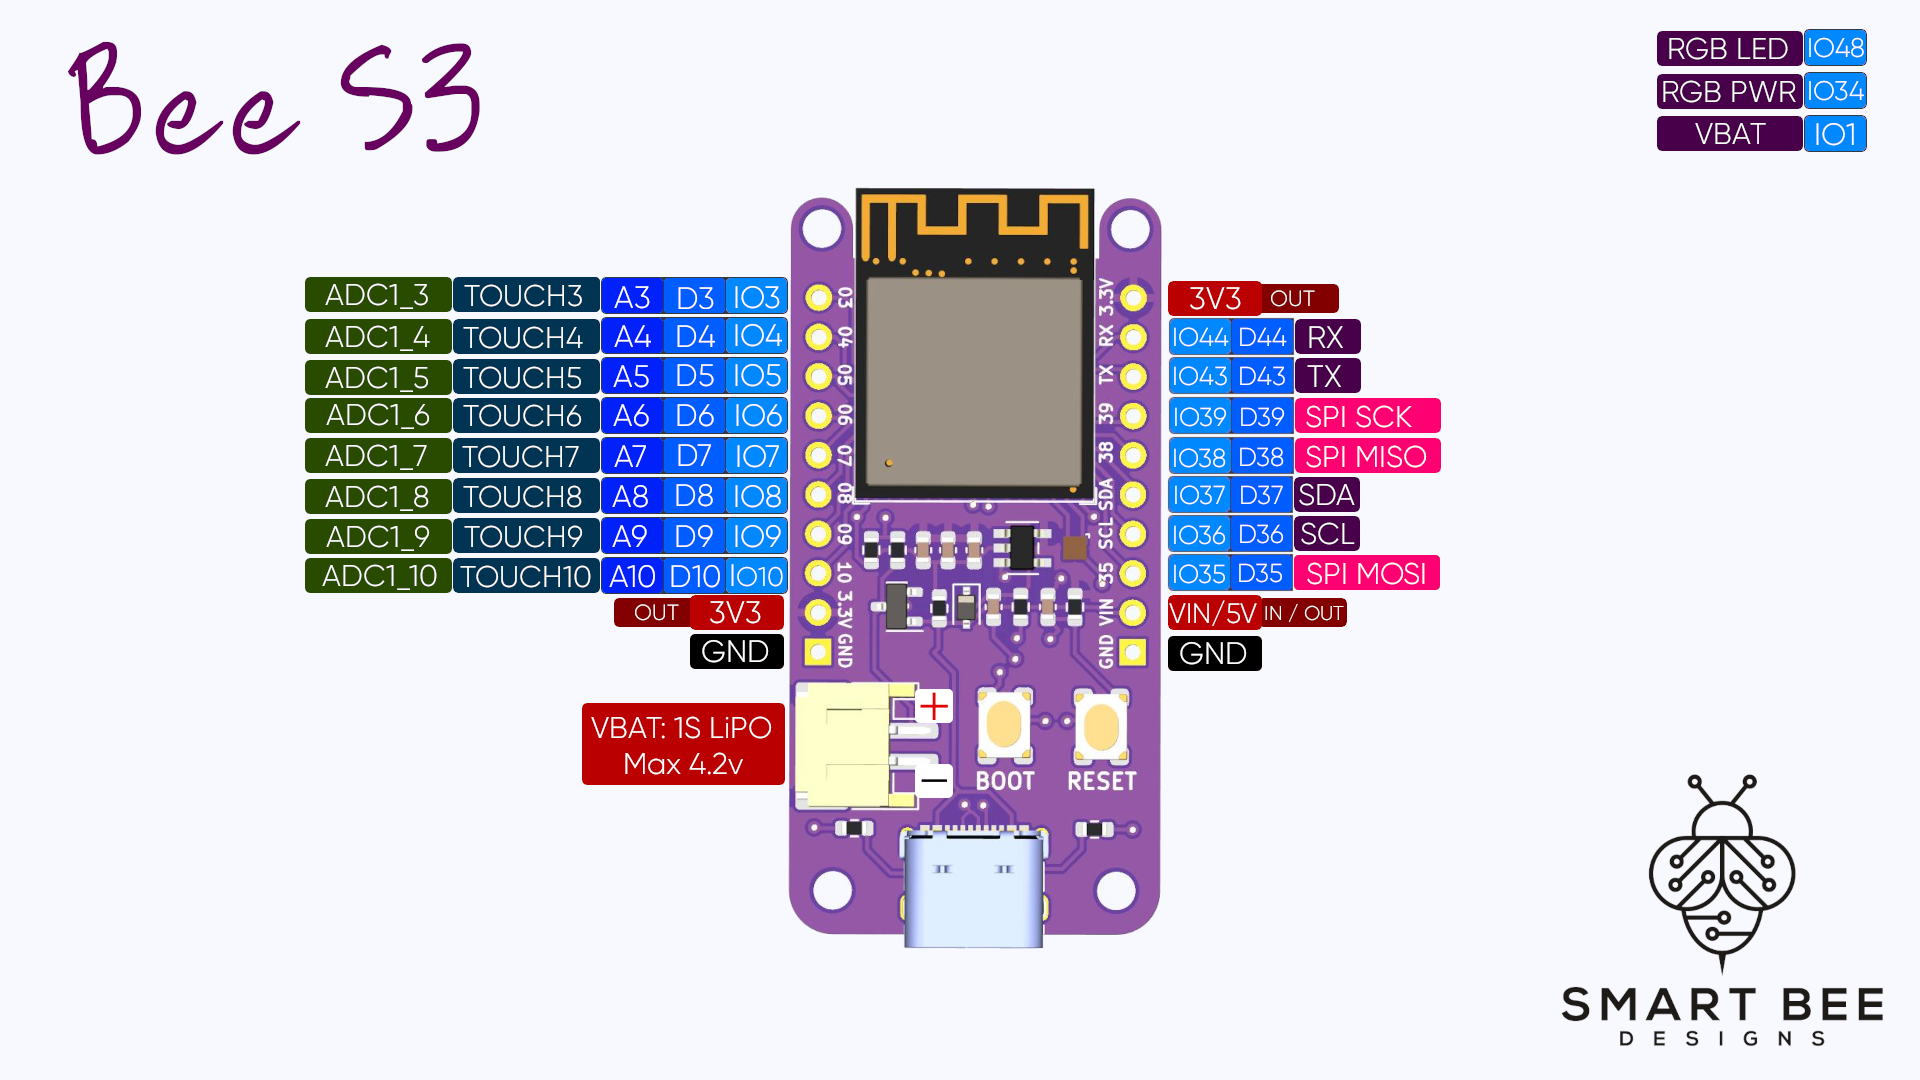 Bee S3
RGB LED IO48
RGB PWR IO34
VBAT IO1
ADC1_3 TOUCH3 A3 D3 IO3
ADC1_4 TOUCH4 A4 D4 IO4
ADC1_5 TOUCH5 A5 D5 IO5
ADC1_6 TOUCH6 A6 D6 IO6
ADC1_7 TOUCH7 A7 D7 IO7
ADC1_8 TOUCH8 A8 D8 IO8
ADC1_9 TOUCH9 A9 D9 IO9
ADC1_10 TOUCH10 A10 D10 IO10
OUT 3V3
GND
VBAT: 1S LiPO
Max 4.2v
03
04
05
06
07
08
09
10
3.3V
GND
3.3V
RX
TX
39
38
SDA
SCL
35
VIN
GND
+
−
BOOT
RESET
3V3 OUT
IO44 D44 RX
IO43 D43 TX
IO39 D39 SPI SCK
IO38 D38 SPI MISO
IO37 D37 SDA
IO36 D36 SCL
IO35 D35 SPI MOSI
VIN/5V IN / OUT
GND
SMART BEE
DESIGNS